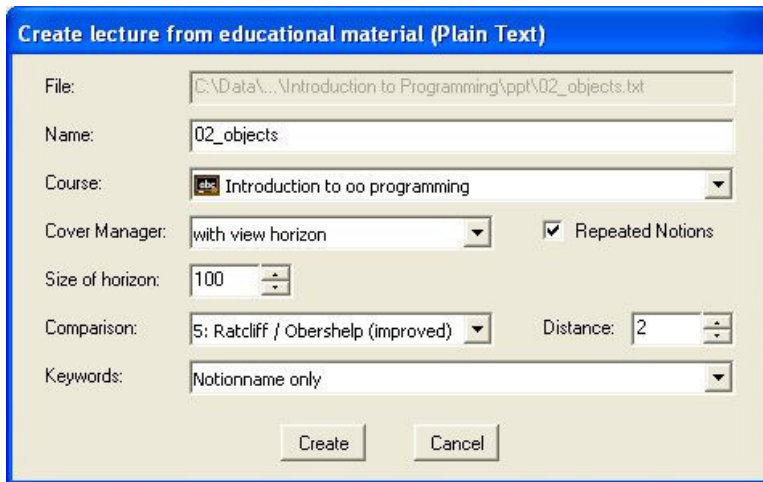 Create lecture from educational material (Plain Text)
File: C:\Data\...\Introduction to Programming\ppt\02_objects.txt
Name: 02_objects
Course: abc Introduction to oo programming
Cover Manager: with view horizon Repeated Notions
Size of horizon: 100
Comparison: 5: Ratcliff / Obershelp (improved) Distance: 2
Keywords: Notionname only
Create Cancel